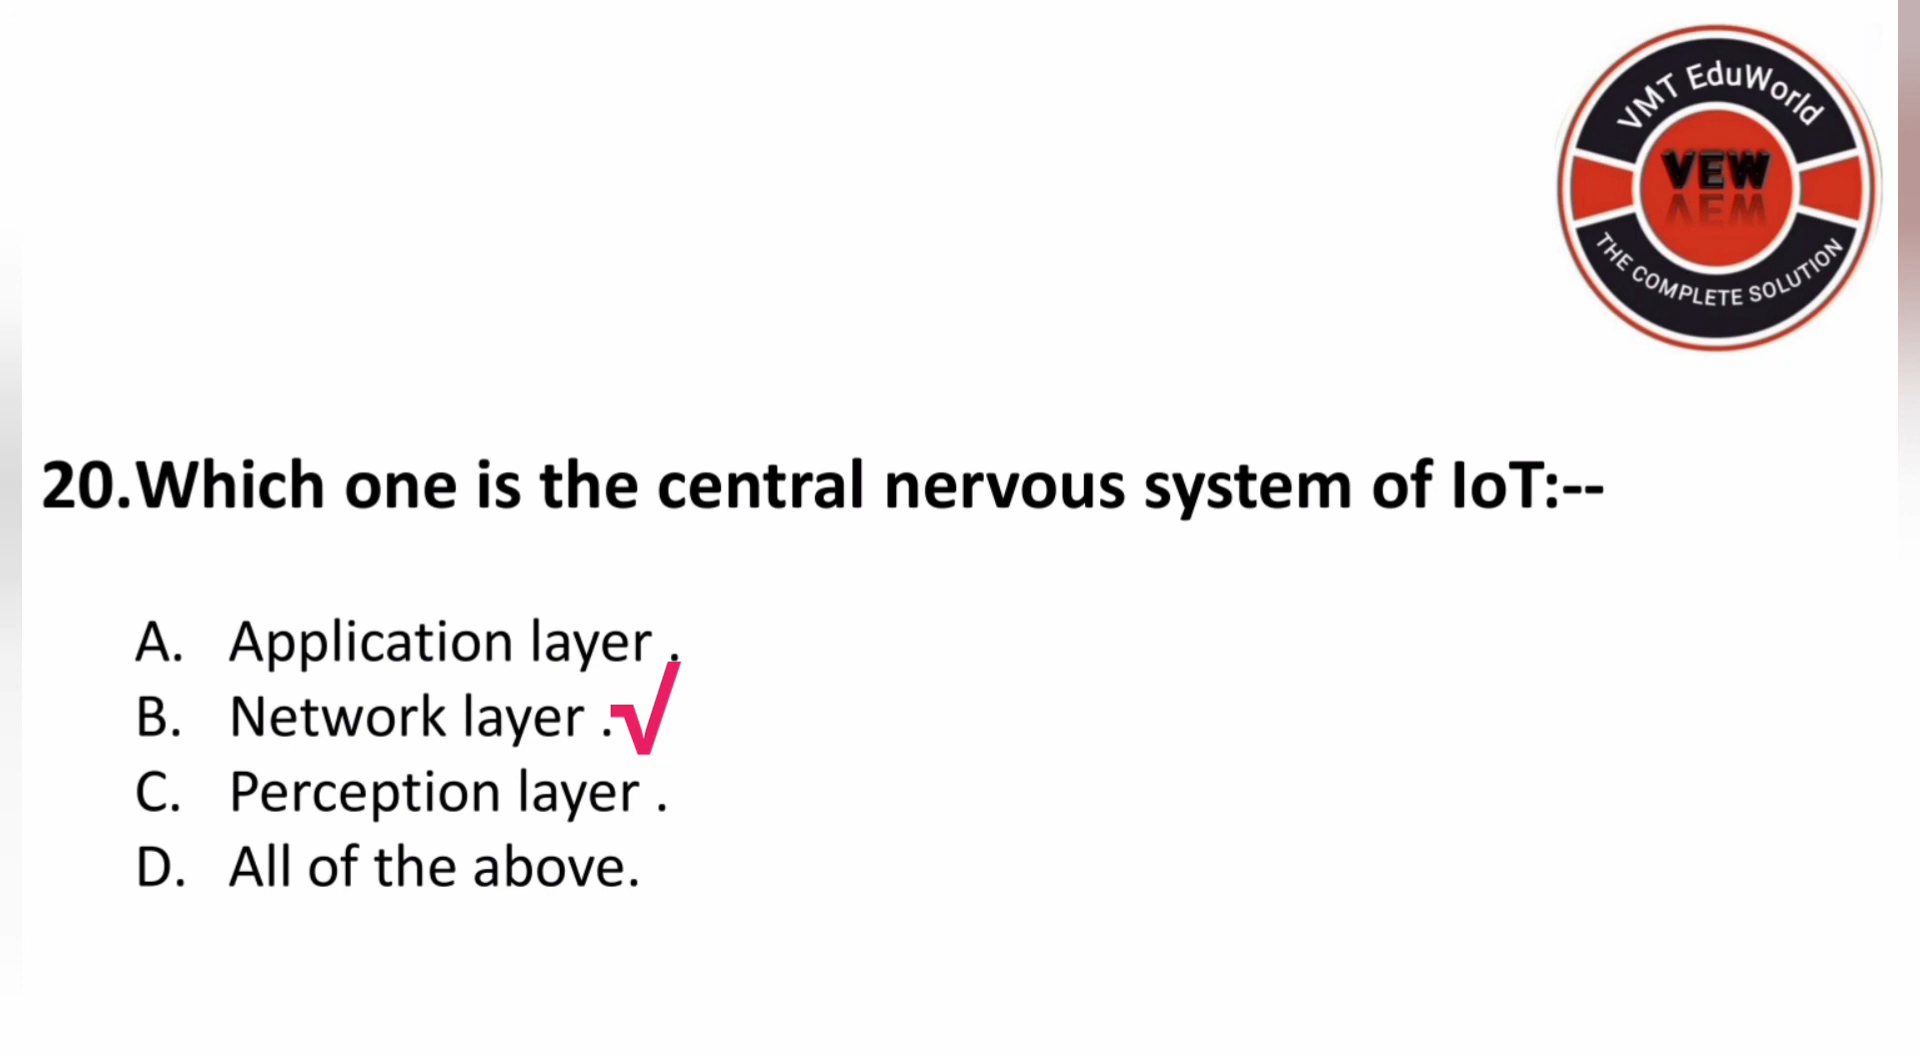 VMT EduWorld
VEW
THE COMPLETE SOLUTION
20.Which one is the central nervous system of IoT:--
A. Application layer .
B. Network layer .√
C. Perception layer .
D. All of the above.